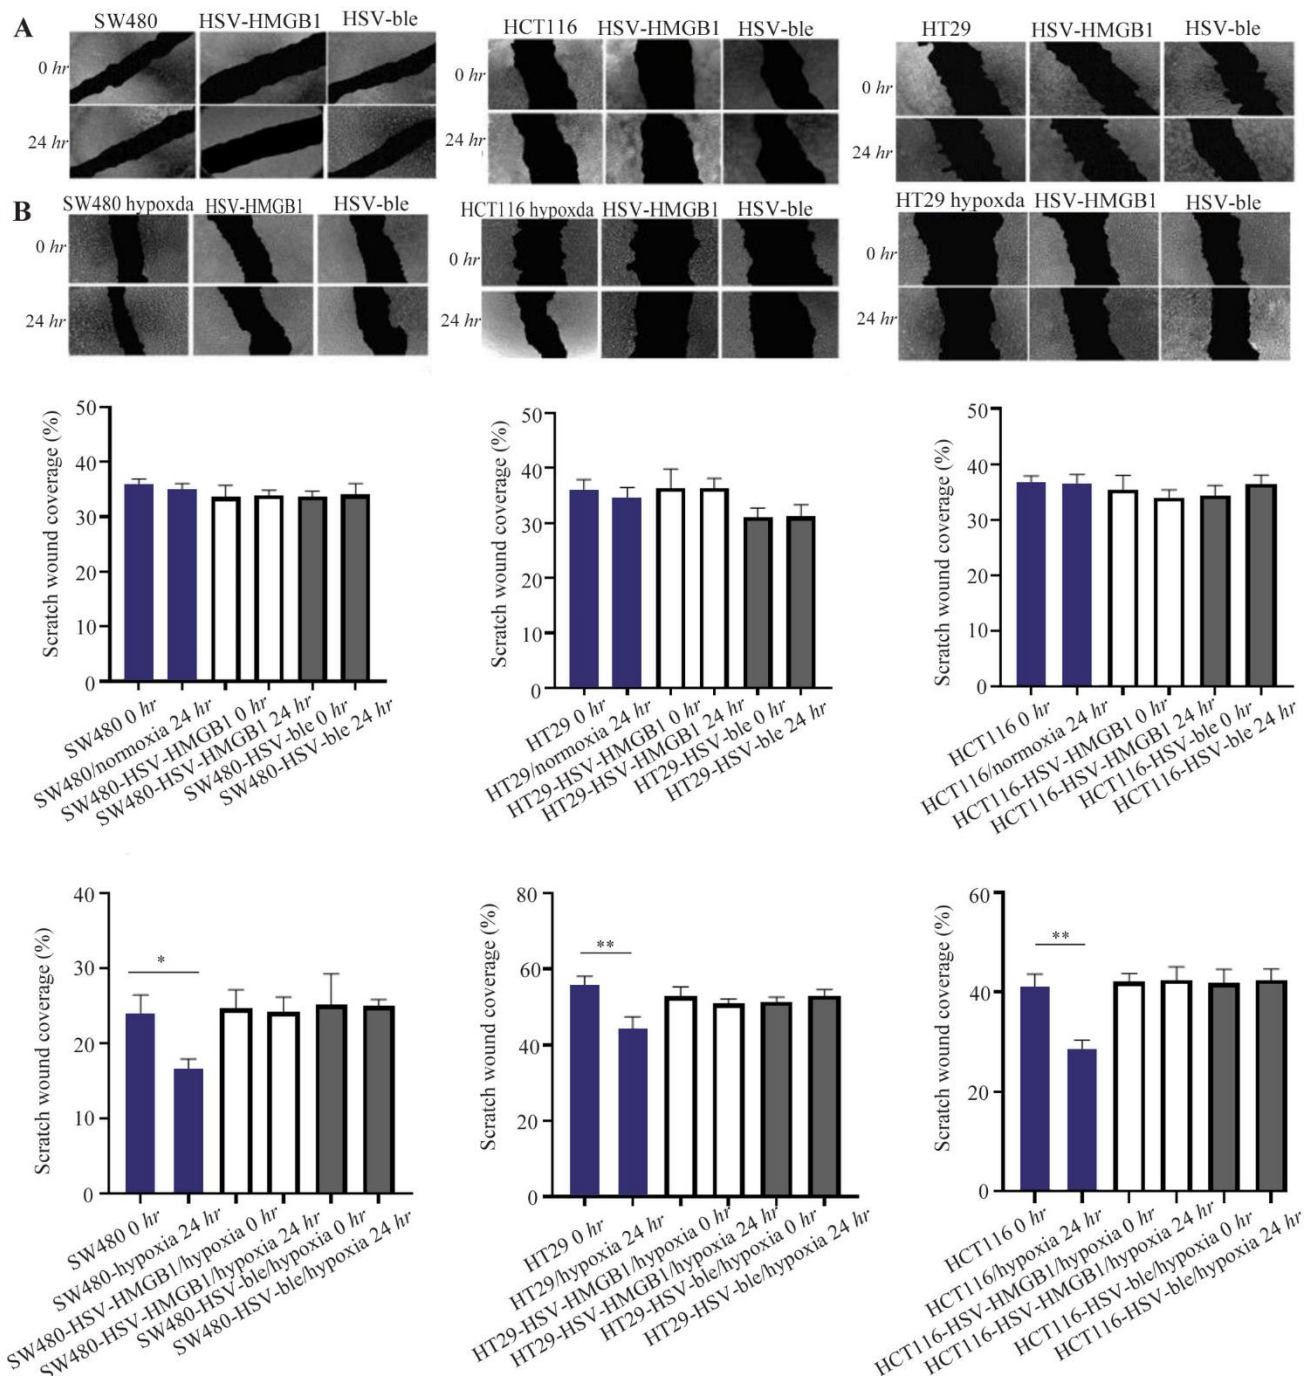 A
SW480 HSV-HMGB1 HSV-ble
0 hr
24 hr
HCT116 HSV-HMGB1 HSV-ble
0 hr
24 hr
HT29 HSV-HMGB1 HSV-ble
0 hr
24 hr
B
SW480 hypoxda HSV-HMGB1 HSV-ble
0 hr
24 hr
HCT116 hypoxda HSV-HMGB1 HSV-ble
0 hr
24 hr
HT29 hypoxda HSV-HMGB1 HSV-ble
0 hr
24 hr
Scratch wound coverage (%)
50
40
30
20
10
0
SW480 0 hr
SW480/normoxia 24 hr
SW480-HSV-HMGB1 0 hr
SW480-HSV-HMGB1 24 hr
SW480-HSV-ble 0 hr
SW480-HSV-ble 24 hr
Scratch wound coverage (%)
50
40
30
20
10
0
HT29 0 hr
HT29/normoxia 24 hr
HT29-HSV-HMGB1 0 hr
HT29-HSV-HMGB1 24 hr
HT29-HSV-ble 0 hr
HT29-HSV-ble 24 hr
Scratch wound coverage (%)
50
40
30
20
10
0
HCT116 0 hr
HCT116/normoxia 24 hr
HCT116-HSV-HMGB1 0 hr
HCT116-HSV-HMGB1 24 hr
HCT116-HSV-ble 0 hr
HCT116-HSV-ble 24 hr
Scratch wound coverage (%)
40
30
20
10
0
*
SW480 0 hr
SW480-hypoxia 24 hr
SW480-HSV-HMGB1/hypoxia 0 hr
SW480-HSV-HMGB1/hypoxia 24 hr
SW480-HSV-ble/hypoxia 0 hr
SW480-HSV-ble/hypoxia 24 hr
Scratch wound coverage (%)
80
60
40
20
0
**
HT29 0 hr
HT29/hypoxia 24 hr
HT29-HSV-HMGB1/hypoxia 0 hr
HT29-HSV-HMGB1/hypoxia 24 hr
HT29-HSV-ble/hypoxia 0 hr
HT29-HSV-ble/hypoxia 24 hr
Scratch wound coverage (%)
60
40
20
0
**
HCT116 0 hr
HCT116/hypoxia 24 hr
HCT116-HSV-HMGB1/hypoxia 0 hr
HCT116-HSV-HMGB1/hypoxia 24 hr
HCT116-HSV-ble/hypoxia 0 hr
HCT116-HSV-ble/hypoxia 24 hr